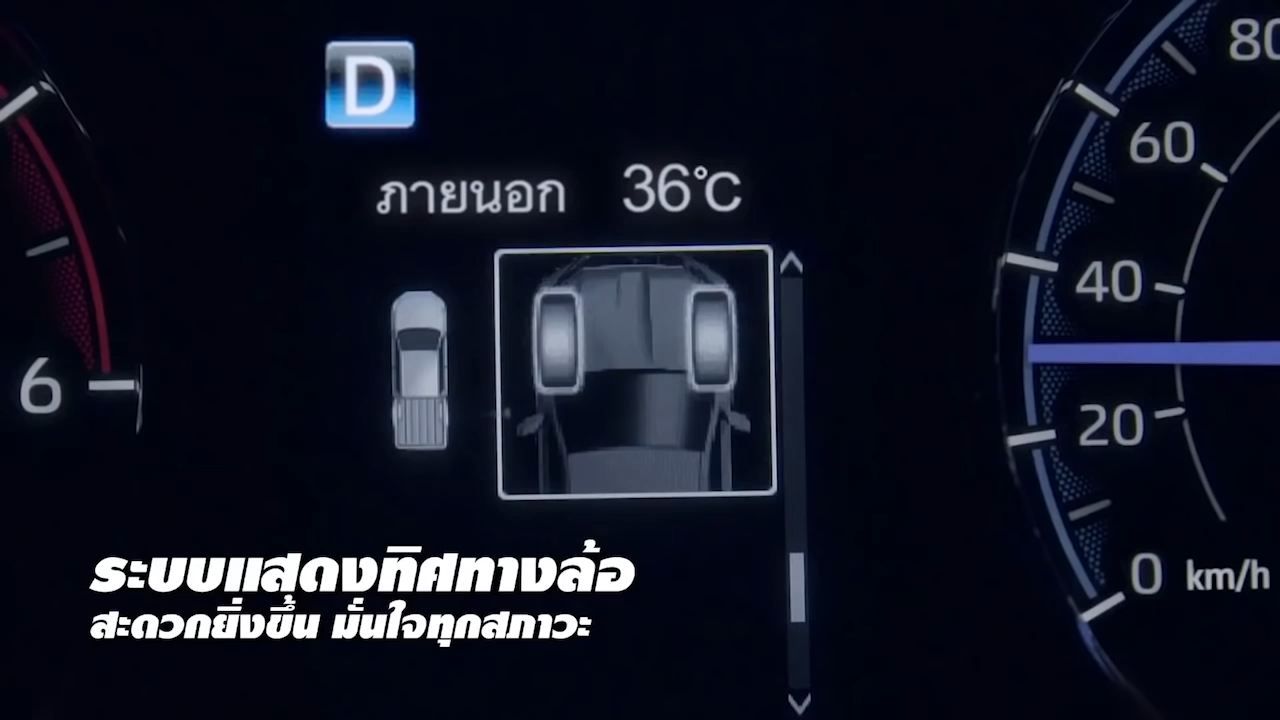 D
ภายนอก 36°C
80
60
40
20
0 km/h
6
ระบบแสดงทิศทางล้อ
สะดวกยิ่งขึ้น มั่นใจทุกสภาวะ